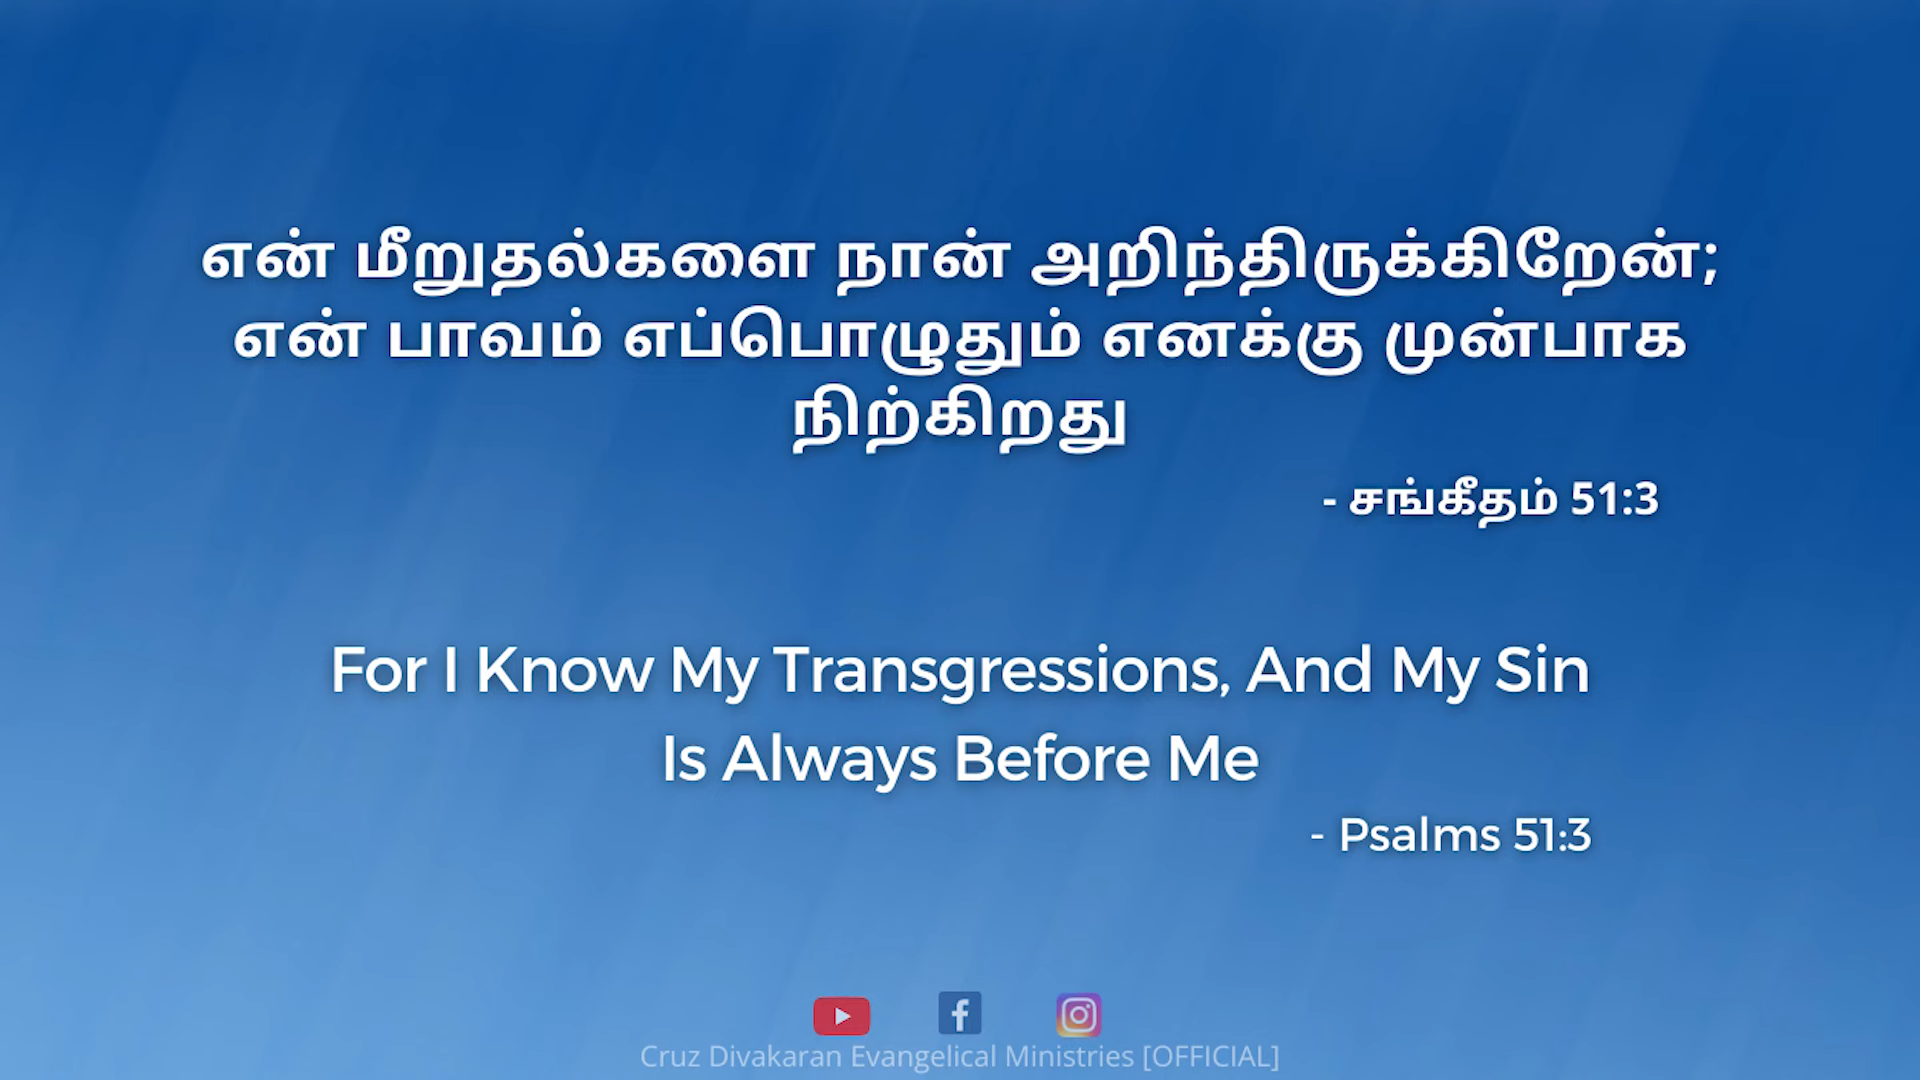 என் மீறுதல்களை நான் அறிந்திருக்கிறேன்;
என் பாவம் எப்பொழுதும் எனக்கு முன்பாக
நிற்கிறது
- சங்கீதம் 51:3
For I Know My Transgressions, And My Sin
Is Always Before Me
- Psalms 51:3
Cruz Divakaran Evangelical Ministries [OFFICIAL]